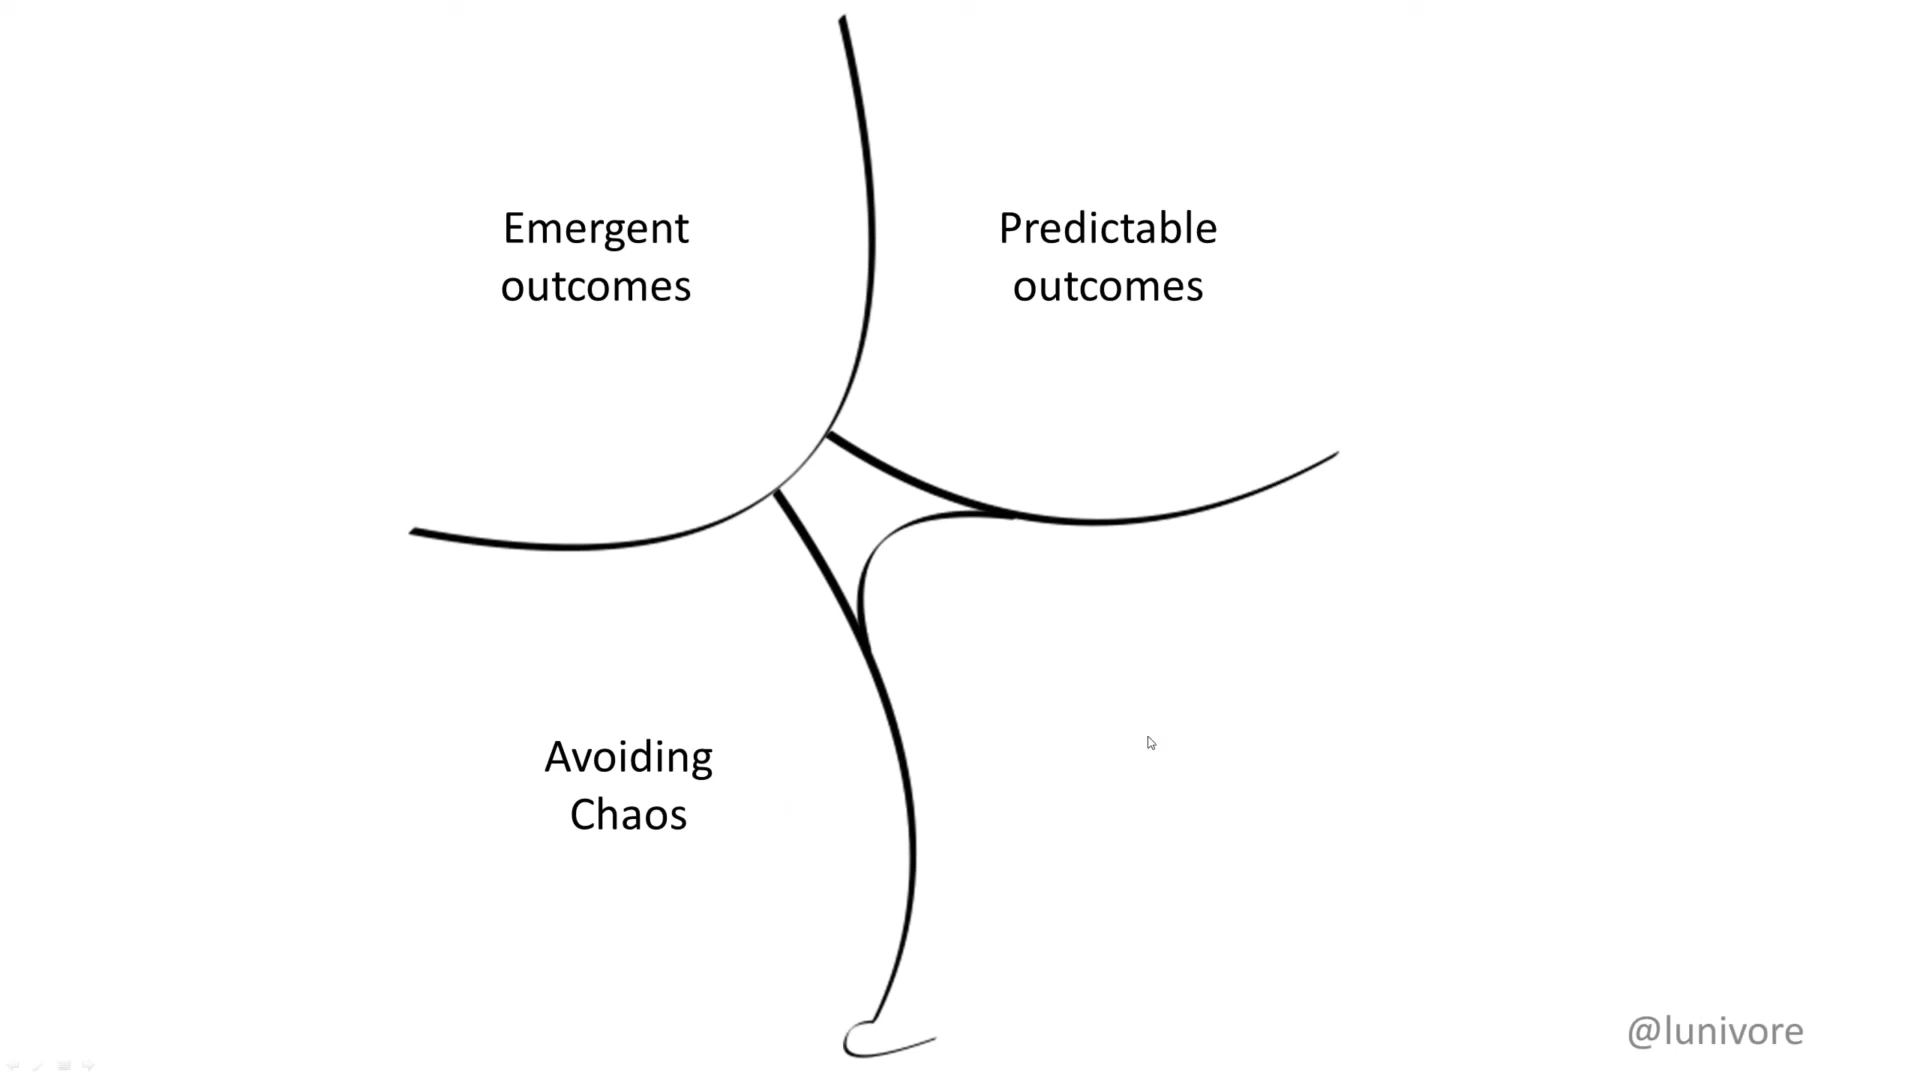 Emergent
outcomes
Predictable
outcomes
Avoiding
Chaos
@lunivore